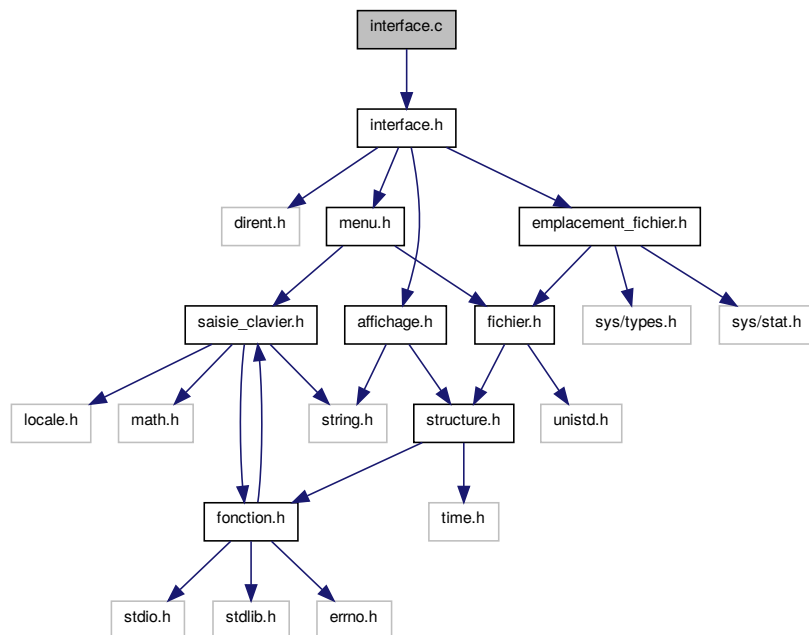 interface.c
interface.h
dirent.h
menu.h
emplacement_fichier.h
saisie_clavier.h
affichage.h
fichier.h
sys/types.h
sys/stat.h
locale.h
math.h
string.h
structure.h
unistd.h
fonction.h
time.h
stdio.h
stdlib.h
errno.h